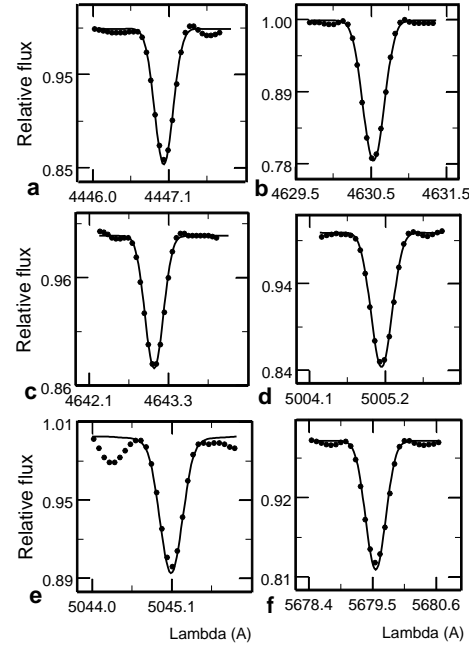 Relative flux
0.95
0.85
a
4446.0 4447.1
1.00
0.89
0.78
b
4629.5 4630.5 4631.5
Relative flux
0.96
0.86
c
4642.1 4643.3
0.94
0.84
d
5004.1 5005.2
Relative flux
1.01
0.95
0.89
e
5044.0 5045.1
Lambda (A)
0.92
0.81
f
5678.4 5679.5 5680.6
Lambda (A)